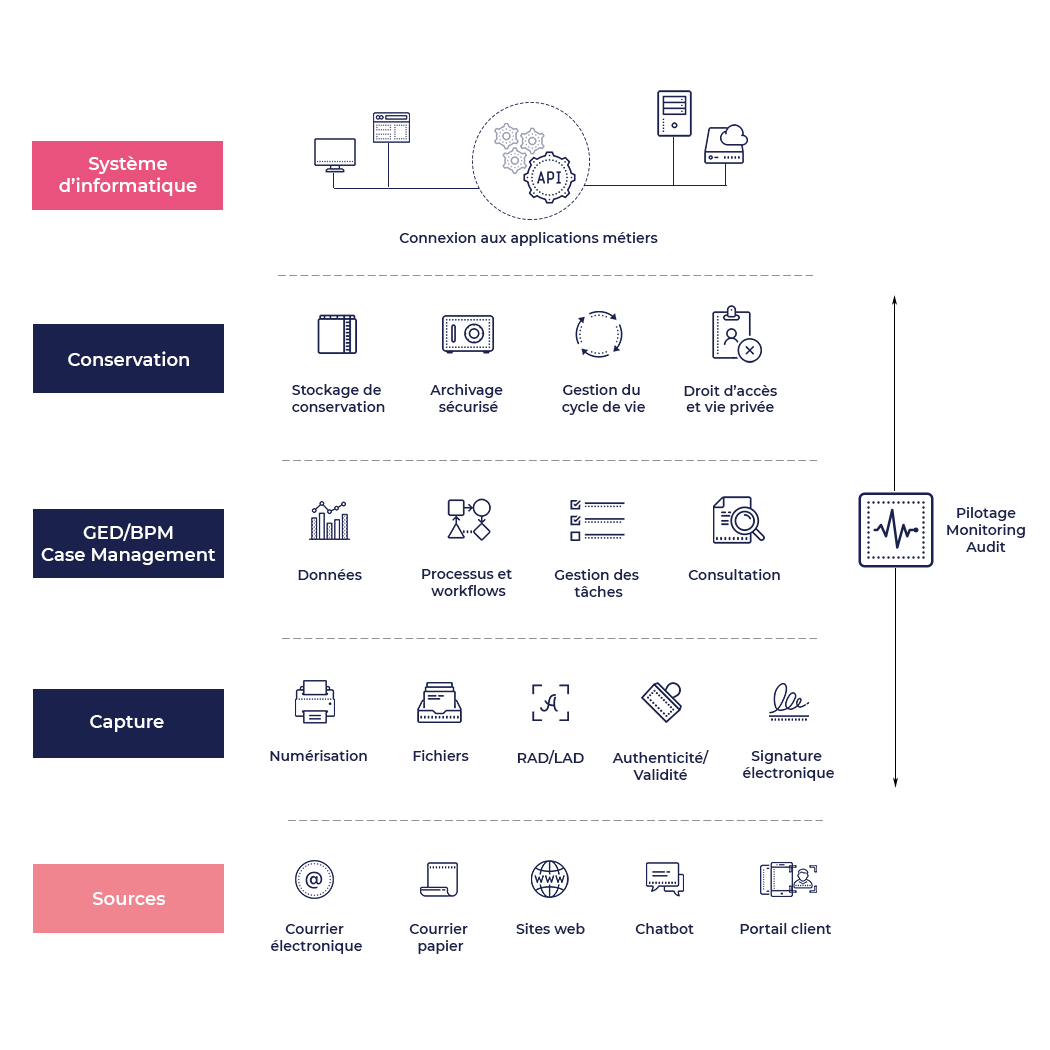 Système
d'informatique
API
Connexion aux applications métiers
Conservation
Stockage de
conservation
Archivage
sécurisé
Gestion du
cycle de vie
Droit d'accès
et vie privée
GED/BPM
Case Management
Données
Processus et
workflows
Gestion des
tâches
Consultation
Pilotage
Monitoring
Audit
Capture
Numérisation
Fichiers
A
RAD/LAD
Authenticité/
Validité
Signature
électronique
Sources
@
Courrier
électronique
Courrier
papier
WWW
Sites web
Chatbot
Portail client